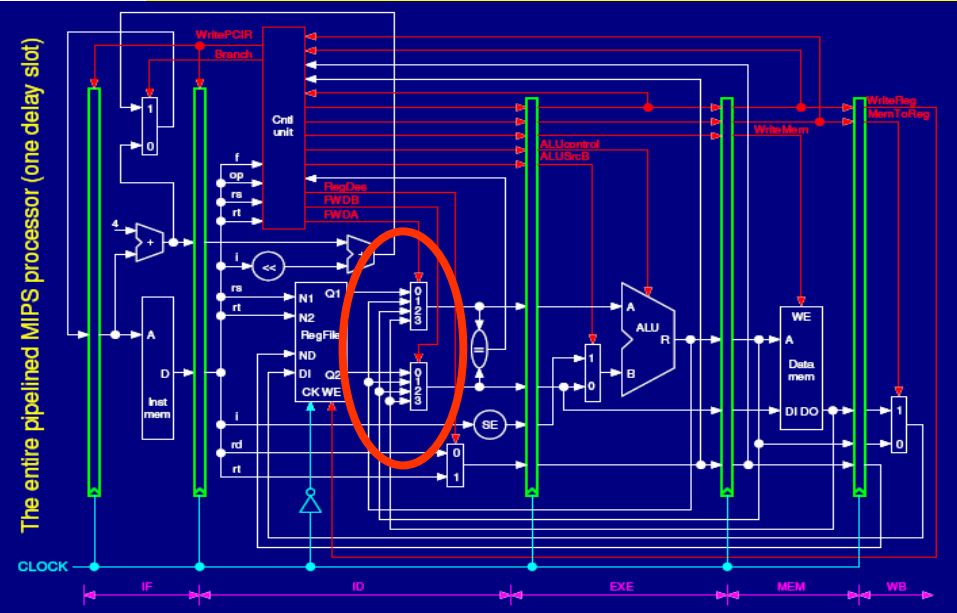 The entire pipelined MIPS processor (one delay slot)
WritePCIR
Branch
1
0
4
+
A
D
Inst
mem
Cntl
unit
f
op
rs
rt
i
<<
+
rs
rt
N1
N2
RegFile
ND
DI
Q1
Q2
CK WE
RegDes
FWDB
FWDA
0
1
2
3
0
1
2
3
=
i
SE
rd
rt
0
1
ALUcontrol
ALUSrcB
1
0
A
ALU
R
B
WriteMem
WE
A
Data
mem
DI DO
WriteReg
MemToReg
1
0
CLOCK
IF
ID
EXE
MEM
WB